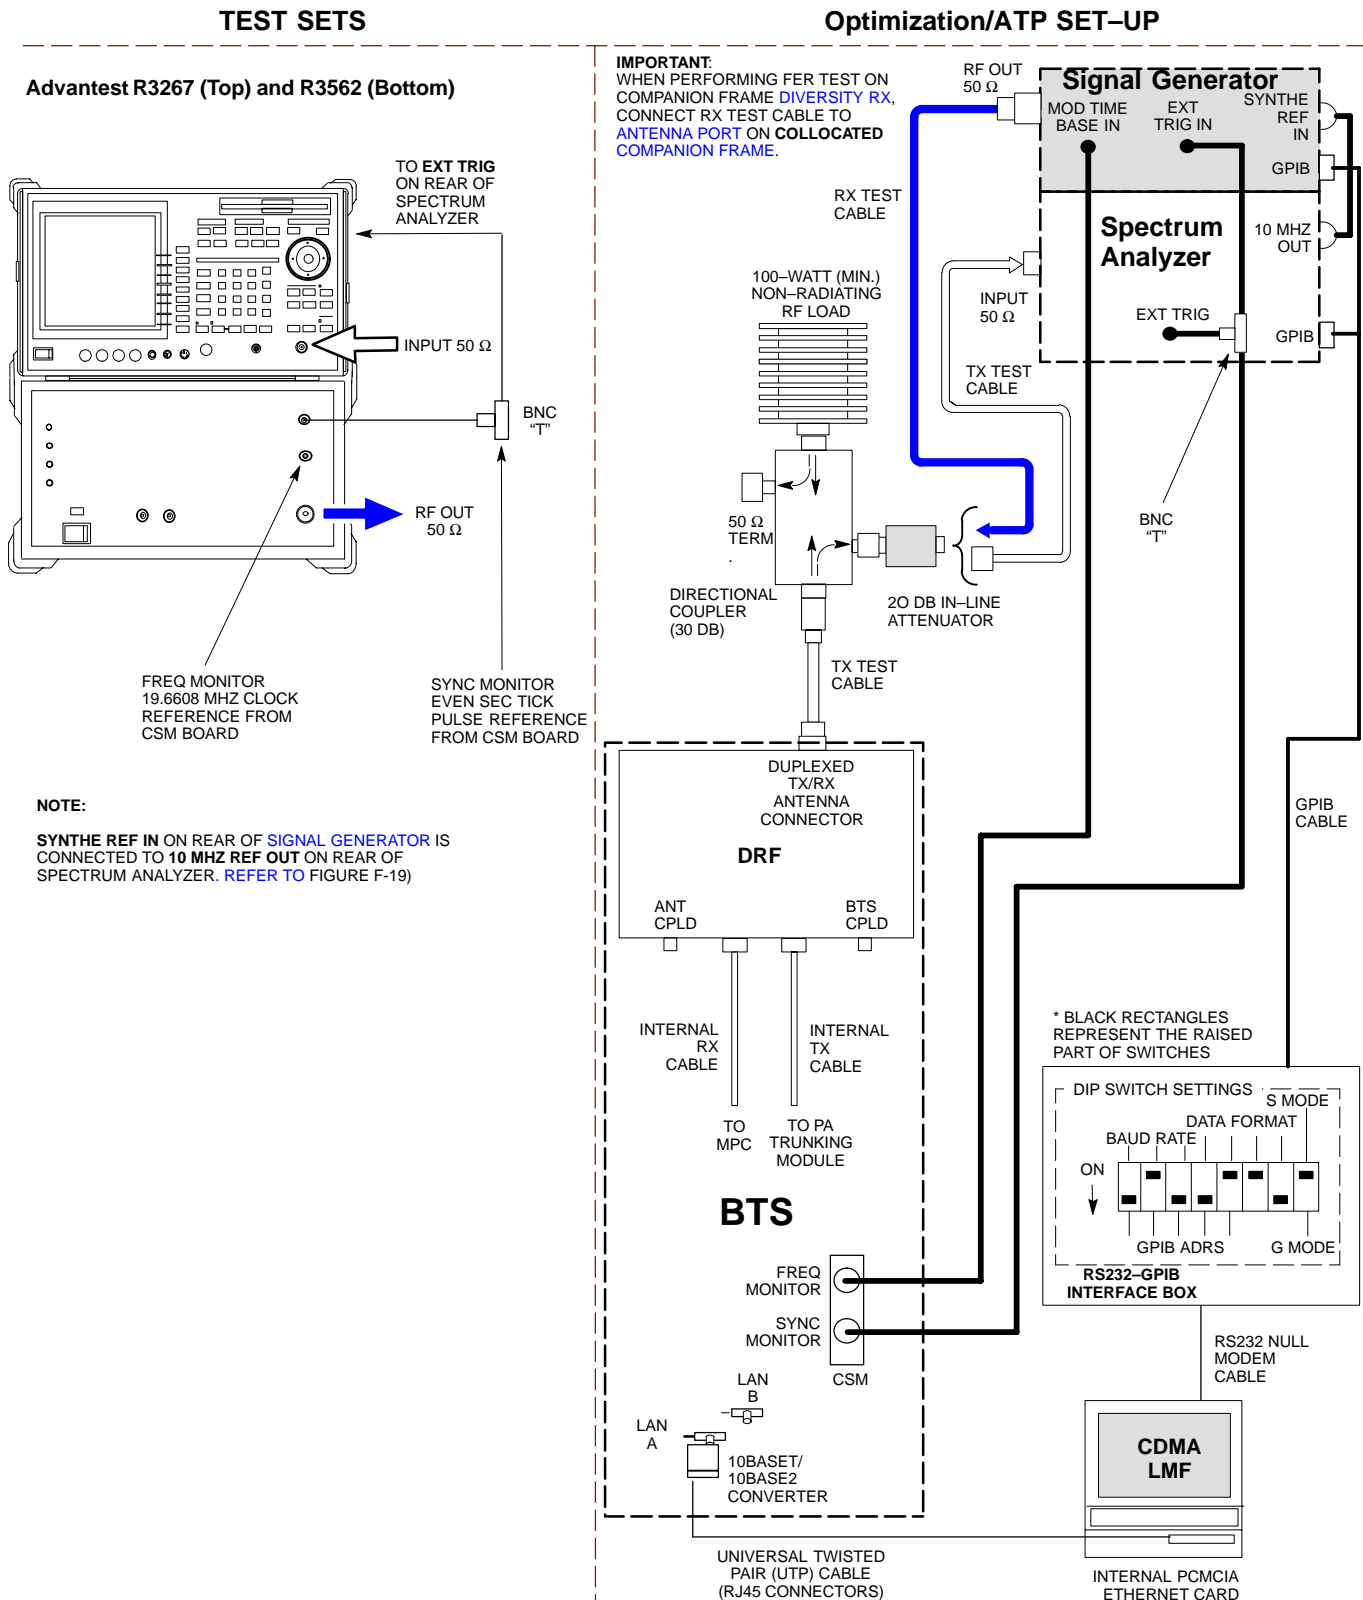 TEST SETS
Optimization/ATP SET–UP
Advantest R3267 (Top) and R3562 (Bottom)
TO EXT TRIG
ON REAR OF
SPECTRUM
ANALYZER
INPUT 50 Ω
BNC
“T”
RF OUT
50 Ω
FREQ MONITOR
19.6608 MHZ CLOCK
REFERENCE FROM
CSM BOARD
SYNC MONITOR
EVEN SEC TICK
PULSE REFERENCE
FROM CSM BOARD
NOTE:
SYNTHE REF IN ON REAR OF SIGNAL GENERATOR IS
CONNECTED TO 10 MHZ REF OUT ON REAR OF
SPECTRUM ANALYZER. REFER TO FIGURE F-19)
IMPORTANT:
WHEN PERFORMING FER TEST ON
COMPANION FRAME DIVERSITY RX,
CONNECT RX TEST CABLE TO
ANTENNA PORT ON COLLOCATED
COMPANION FRAME.
RF OUT
50 Ω
Signal Generator
MOD TIME
BASE IN
EXT
TRIG IN
SYNTHE
REF
IN
GPIB
RX TEST
CABLE
Spectrum
Analyzer
10 MHZ
OUT
100–WATT (MIN.)
NON–RADIATING
RF LOAD
INPUT
50 Ω
EXT TRIG
GPIB
TX TEST
CABLE
50 Ω
TERM
.
BNC
“T”
DIRECTIONAL
COUPLER
(30 DB)
2O DB IN–LINE
ATTENUATOR
TX TEST
CABLE
DUPLEXED
TX/RX
ANTENNA
CONNECTOR
DRF
GPIB
CABLE
ANT
CPLD
BTS
CPLD
INTERNAL
RX
CABLE
INTERNAL
TX
CABLE
TO
MPC
TO PA
TRUNKING
MODULE
* BLACK RECTANGLES
REPRESENT THE RAISED
PART OF SWITCHES
DIP SWITCH SETTINGS
S MODE
DATA FORMAT
BAUD RATE
ON
GPIB ADRS
G MODE
RS232–GPIB
INTERFACE BOX
BTS
FREQ
MONITOR
SYNC
MONITOR
CSM
RS232 NULL
MODEM
CABLE
LAN
B
LAN
A
10BASET/
10BASE2
CONVERTER
CDMA
LMF
UNIVERSAL TWISTED
PAIR (UTP) CABLE
(RJ45 CONNECTORS)
INTERNAL PCMCIA
ETHERNET CARD